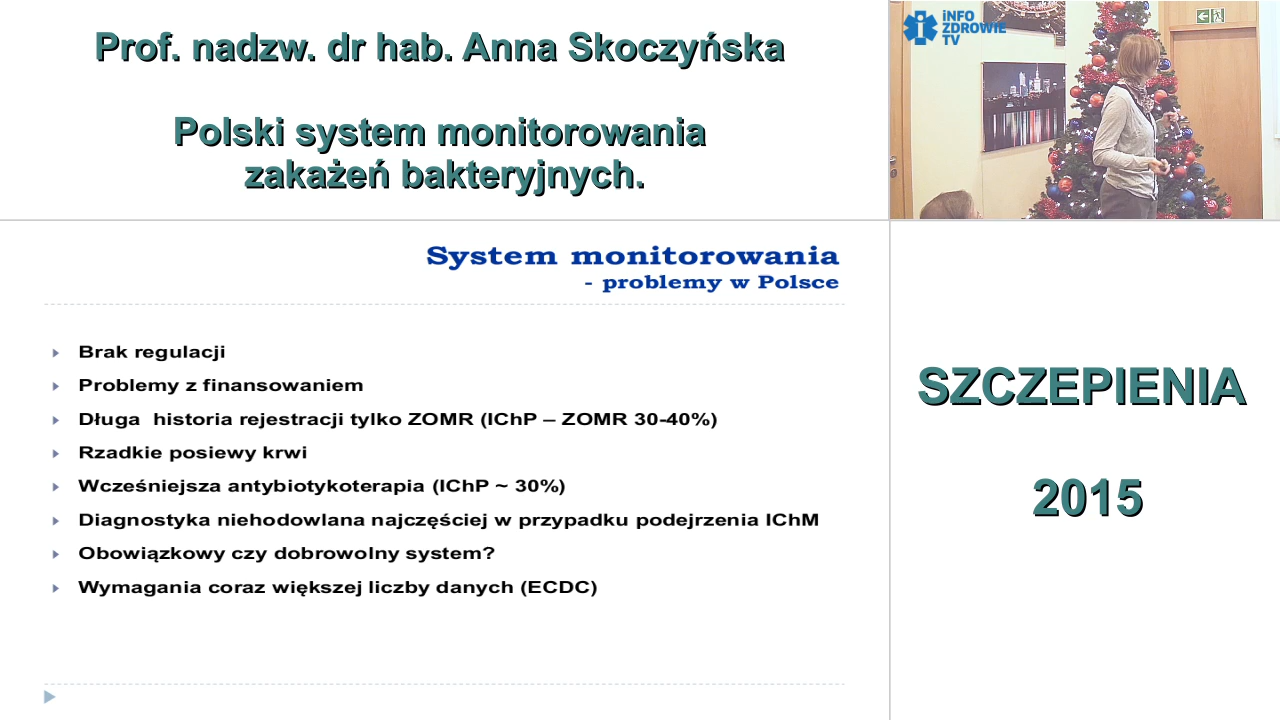 Prof. nadzw. dr hab. Anna Skoczyńska
Polski system monitorowania
zakażeń bakteryjnych.
iNFO
ZDROWIE
TV
System monitorowania
- problemy w Polsce
Brak regulacji
Problemy z finansowaniem
Długa historia rejestracji tylko ZOMR (IChP – ZOMR 30-40%)
Rzadkie posiewy krwi
Wcześniejsza antybiotykoterapia (IChP ~ 30%)
Diagnostyka niehodowlana najczęściej w przypadku podejrzenia IChM
Obowiązkowy czy dobrowolny system?
Wymagania coraz większej liczby danych (ECDC)
SZCZEPIENIA
2015